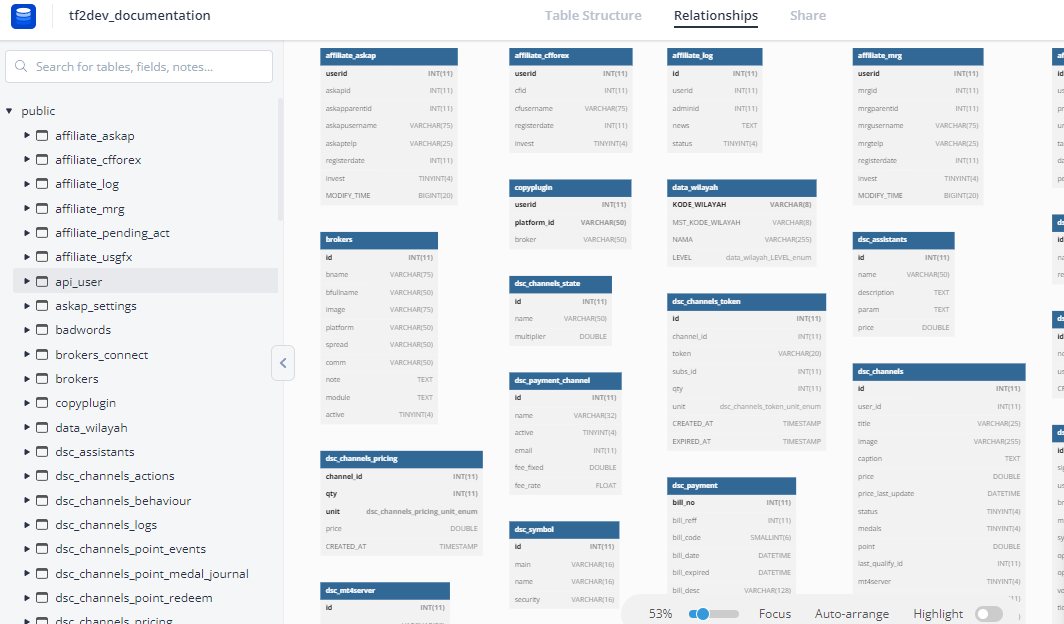 tf2dev_documentation
Table Structure
Relationships
Share
Search for tables, fields, notes...
public
affiliate_askap
affiliate_cfforex
affiliate_log
affiliate_mrg
affiliate_pending_act
affiliate_usgfx
api_user
askap_settings
badwords
brokers_connect
brokers
copyplugin
data_wilayah
dsc_assistants
dsc_channels_actions
dsc_channels_behaviour
dsc_channels_logs
dsc_channels_point_events
dsc_channels_point_medal_journal
dsc_channels_point_redeem
dsc_channels_pricing
affiliate_askap
userid INT(11)
askapid INT(11)
askapparentid INT(11)
askapusername VARCHAR(75)
askaptelp VARCHAR(25)
registerdate INT(11)
invest TINYINT(4)
MODIFY_TIME BIGINT(20)
brokers
id INT(11)
bname VARCHAR(75)
bfullname VARCHAR(50)
image VARCHAR(75)
platform VARCHAR(50)
spread VARCHAR(50)
comm VARCHAR(50)
note TEXT
module TEXT
active TINYINT(4)
dsc_channels_pricing
channel_id INT(11)
qty INT(11)
unit dsc_channels_pricing_unit_enum
price DOUBLE
CREATED_AT TIMESTAMP
dsc_mt4server
id INT(11)
affiliate_cfforex
userid INT(11)
cfid INT(11)
cfusername VARCHAR(75)
registerdate INT(11)
invest TINYINT(4)
copyplugin
userid INT(11)
platform_id VARCHAR(50)
broker VARCHAR(50)
dsc_channels_state
id INT(11)
name VARCHAR(50)
multiplier DOUBLE
dsc_payment_channel
id INT(11)
name VARCHAR(32)
active TINYINT(4)
email INT(11)
fee_fixed DOUBLE
fee_rate FLOAT
dsc_symbol
id INT(11)
main VARCHAR(16)
name VARCHAR(16)
security VARCHAR(16)
affiliate_log
id INT(11)
userid INT(11)
adminid INT(11)
news TEXT
status TINYINT(4)
data_wilayah
KODE_WILAYAH VARCHAR(8)
MST_KODE_WILAYAH VARCHAR(8)
NAMA VARCHAR(255)
LEVEL data_wilayah_LEVEL_enum
dsc_channels_token
id INT(11)
channel_id INT(11)
token VARCHAR(20)
subs_id INT(11)
qty INT(11)
unit dsc_channels_token_unit_enum
CREATED_AT TIMESTAMP
EXPIRED_AT TIMESTAMP
dsc_payment
bill_no INT(11)
bill_reff INT(11)
bill_code SMALLINT(6)
bill_date DATETIME
bill_expired DATETIME
bill_desc VARCHAR(128)
affiliate_mrg
userid INT(11)
mrgid INT(11)
mrgparentid INT(11)
mrgusername VARCHAR(75)
mrgtelp VARCHAR(25)
registerdate INT(11)
invest TINYINT(4)
MODIFY_TIME BIGINT(20)
dsc_assistants
id INT(11)
name VARCHAR(50)
description TEXT
param TEXT
price DOUBLE
dsc_channels
id INT(11)
user_id INT(11)
title VARCHAR(25)
image VARCHAR(255)
caption TEXT
price DOUBLE
price_last_update DATETIME
status TINYINT(4)
medals TINYINT(4)
point DOUBLE
last_qualify_id INT(11)
mt4server TINYINT(4)
53%
Focus
Auto-arrange
Highlight